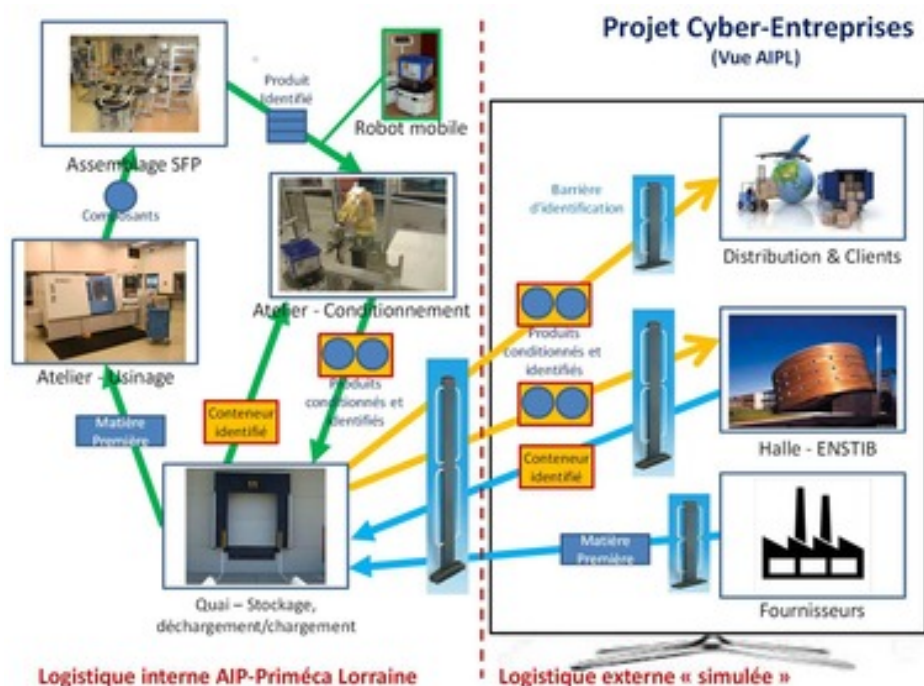 Projet Cyber-Entreprises
(Vue AIPL)
Produit
Identifié
Robot mobile
Assemblage SFP
Composants
Atelier - Conditionnement
Atelier - Usinage
Produits
conditionnés et
identifiés
Matière
Première
Conteneur
identifié
Quai – Stockage,
déchargement/chargement
Barrière
d'identification
Distribution & Clients
Produits
conditionnés et
identifiés
Halle - ENSTIB
Conteneur
identifié
Matière
Première
Fournisseurs
Logistique interne AIP-Priméca Lorraine
Logistique externe « simulée »